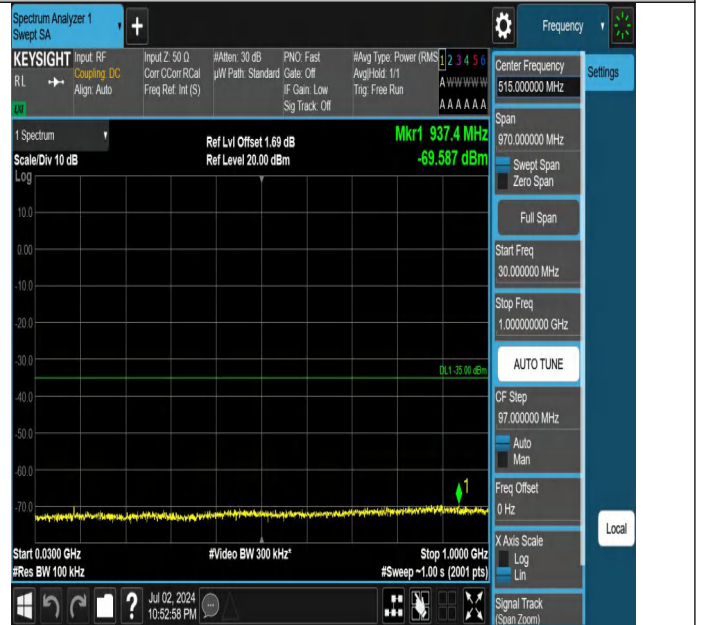 Spectrum Analyzer 1
Swept SA
+
Frequency
KEYSIGHT
RL
LXI
Input: RF
Coupling: DC
Align: Auto
Input Z: 50 Ω
Corr CCorr RCal
Freq Ref: Int (S)
#Atten: 30 dB
µW Path: Standard
PNO: Fast
Gate: Off
IF Gain: Low
Sig Track: Off
#Avg Type: Power (RMS
Avg|Hold: 1/1
Trig: Free Run
1 2 3 4 5 6
A W W W W W
A A A A A A
1 Spectrum
Scale/Div 10 dB
Log
Ref Lvl Offset 1.69 dB
Ref Level 20.00 dBm
Mkr1 937.4 MHz
-69.587 dBm
10.0
0.00
-10.0
-20.0
-30.0
-40.0
-50.0
-60.0
-70.0
DL1 -35.00 dBm
1
Start 0.0300 GHz
#Res BW 100 kHz
#Video BW 300 kHz*
Stop 1.0000 GHz
#Sweep ~1.00 s (2001 pts)
Center Frequency
515.000000 MHz
Settings
Span
970.000000 MHz
Swept Span
Zero Span
Full Span
Start Freq
30.000000 MHz
Stop Freq
1.000000000 GHz
AUTO TUNE
CF Step
97.000000 MHz
Auto
Man
Freq Offset
0 Hz
X Axis Scale
Log
Lin
Local
Signal Track
(Span Zoom)
?
Jul 02, 2024
10:52:58 PM